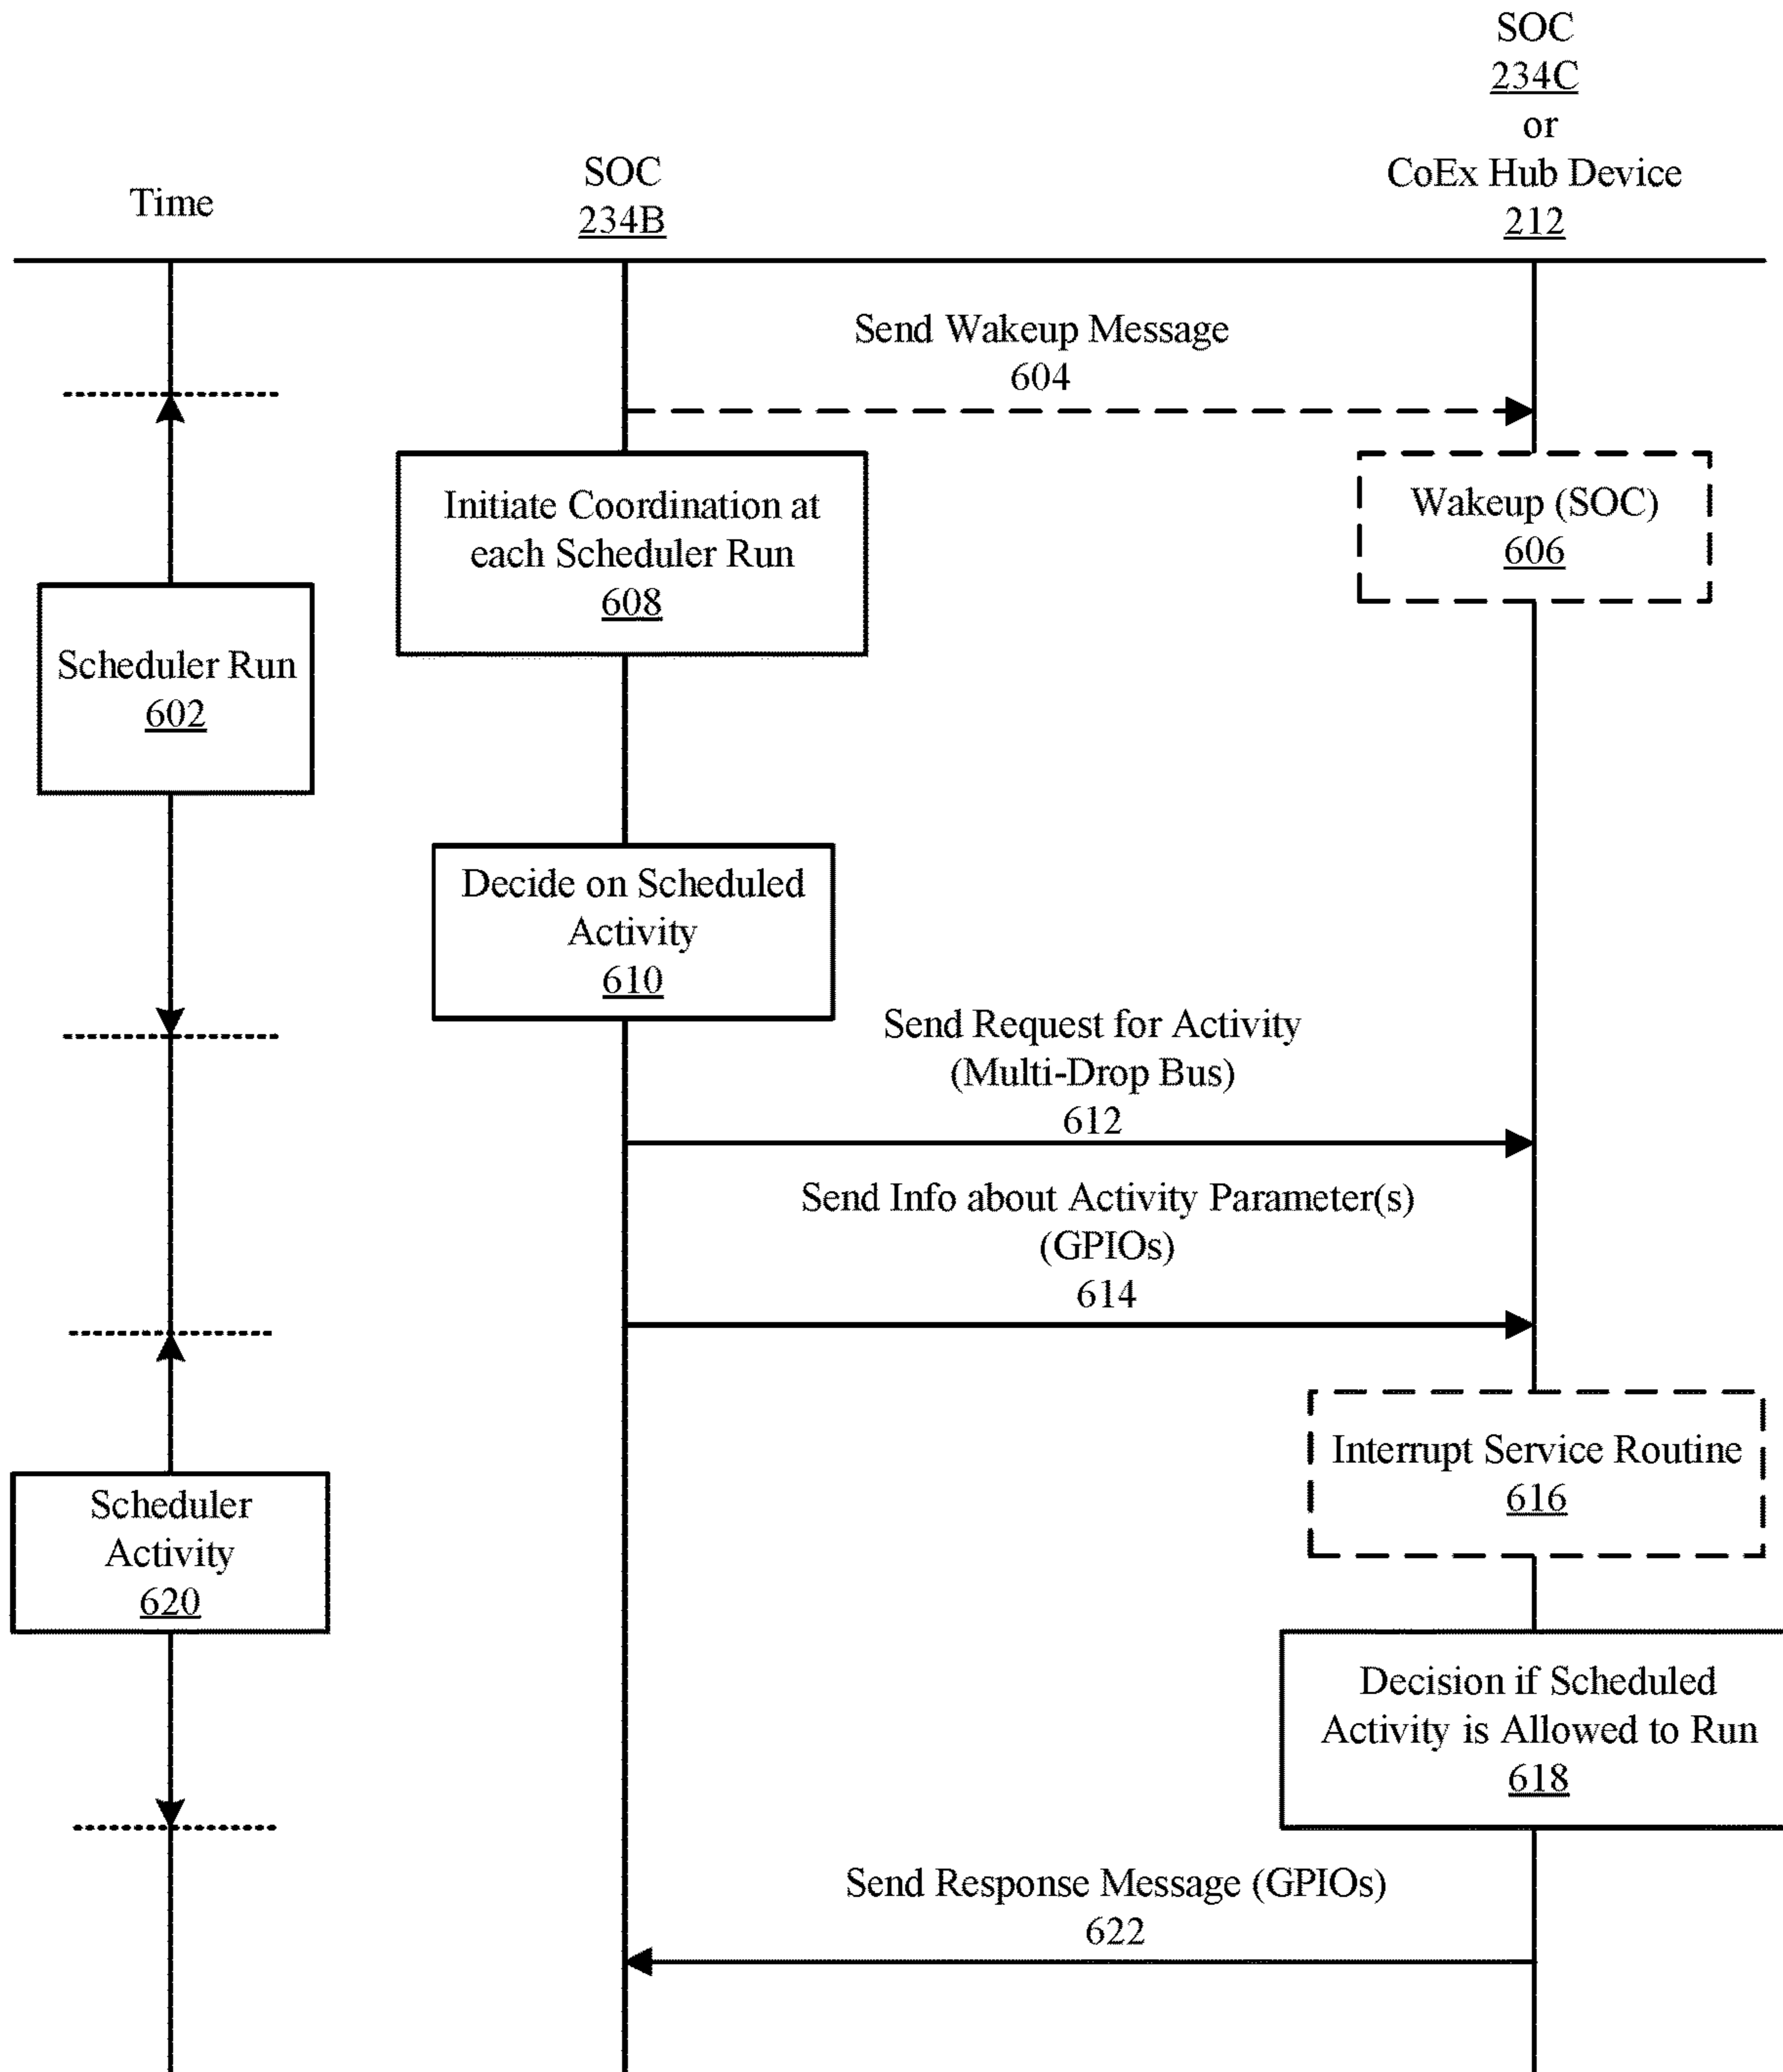 SOC
234C
or
CoEx Hub Device
212
SOC
234B
Time
Send Wakeup Message
604
Initiate Coordination at
each Scheduler Run
608
Wakeup (SOC)
606
Scheduler Run
602
Decide on Scheduled
Activity
610
Send Request for Activity
(Multi-Drop Bus)
612
Send Info about Activity Parameter(s)
(GPIOs)
614
Interrupt Service Routine
616
Scheduler
Activity
620
Decision if Scheduled
Activity is Allowed to Run
618
Send Response Message (GPIOs)
622